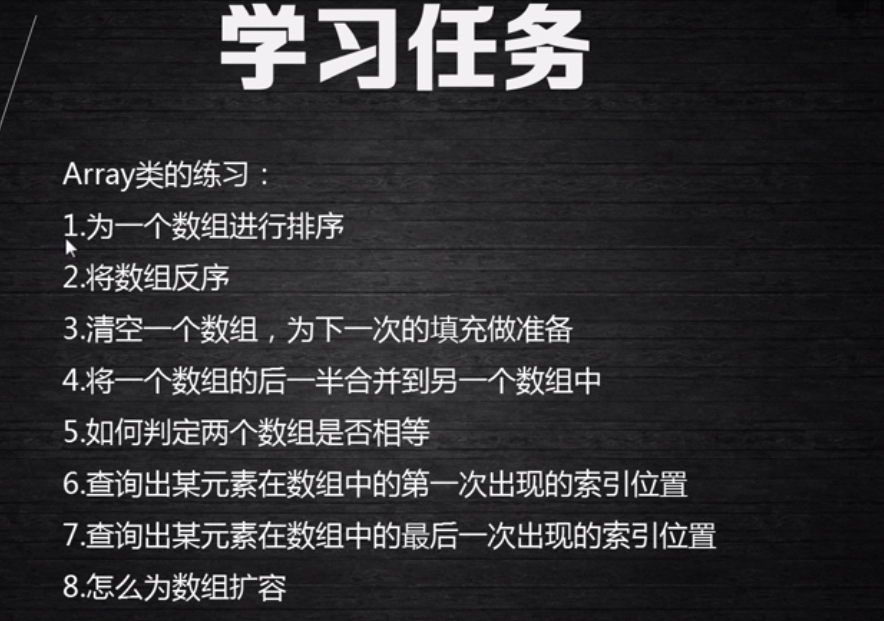 学习任务
Array类的练习：
1.为一个数组进行排序
2.将数组反序
3.清空一个数组，为下一次的填充做准备
4.将一个数组的后一半合并到另一个数组中
5.如何判定两个数组是否相等
6.查询出某元素在数组中的第一次出现的索引位置
7.查询出某元素在数组中的最后一次出现的索引位置
8.怎么为数组扩容